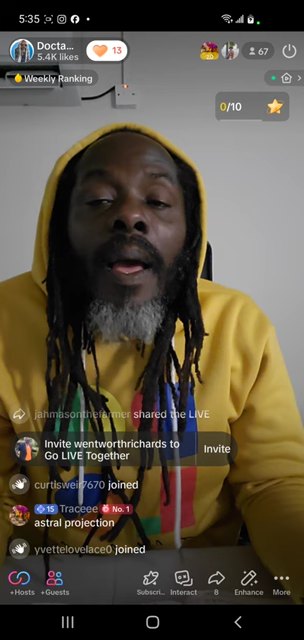 5:35
Docta...
5.4K likes
13
20
67
Weekly Ranking
0/10
jahmasonthefarmer shared the LIVE
Invite wentworthrichards to
Go LIVE Together
Invite
curtisweir7670 joined
15 Traceee No. 1
astral projection
yvettelovelace0 joined
+Hosts
+Guests
Subscri...
Interact
8
Enhance
More